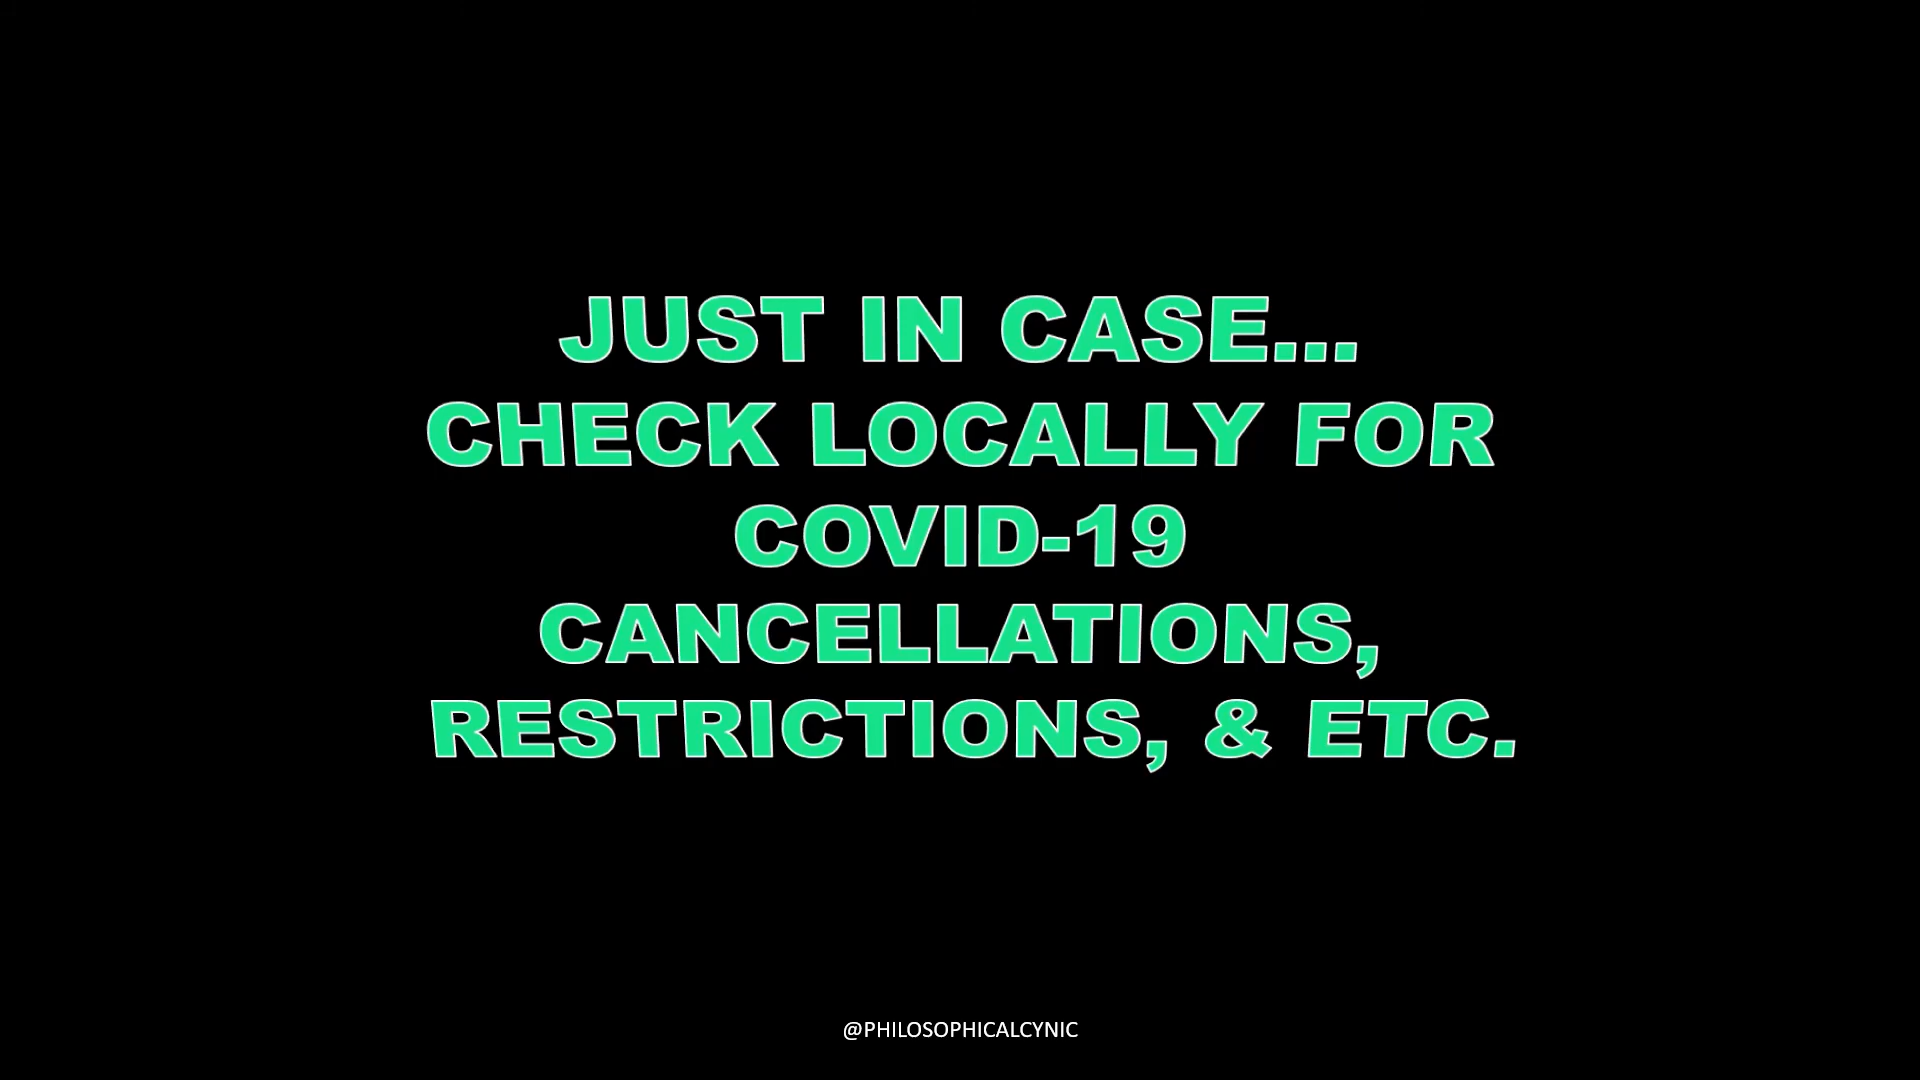 JUST IN CASE...
CHECK LOCALLY FOR
COVID-19
CANCELLATIONS,
RESTRICTIONS, & ETC.
@PHILOSOPHICALCYNIC